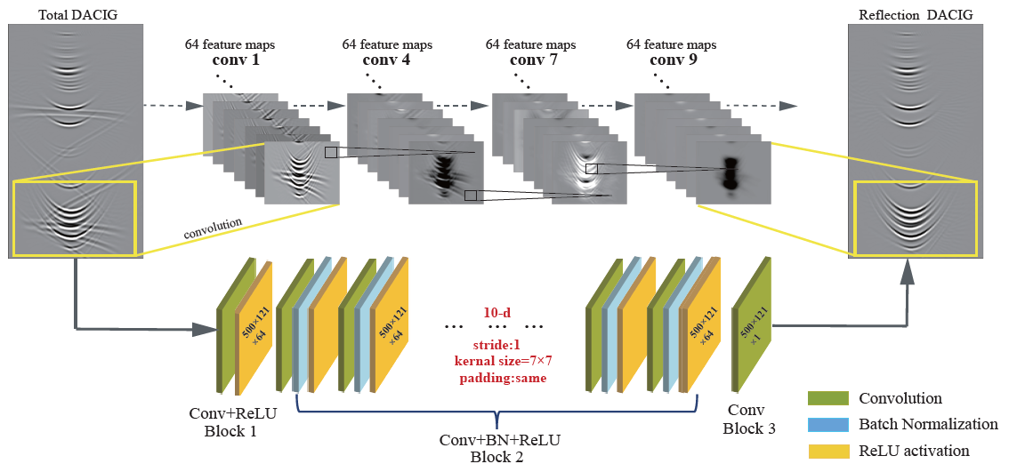 Total DACIG
Reflection DACIG
64 feature maps
conv 1
64 feature maps
conv 4
64 feature maps
conv 7
64 feature maps
conv 9
convolution
500×121
×64
500×121
×64
10-d
stride:1
kernal size=7×7
padding:same
500×121
×64
500×121
×1
Conv+ReLU
Block 1
Conv+BN+ReLU
Block 2
Conv
Block 3
Convolution
Batch Normalization
ReLU activation